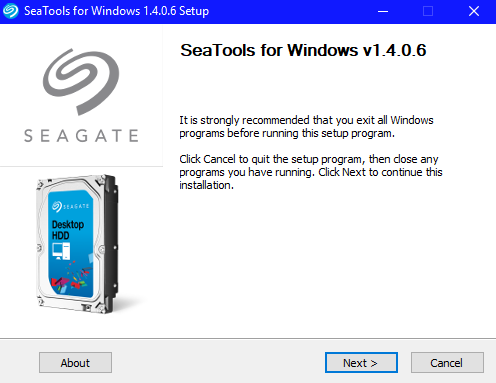 SeaTools for Windows 1.4.0.6 Setup
SeaTools for Windows v1.4.0.6
SEAGATE
It is strongly recommended that you exit all Windows
programs before running this setup program.
Click Cancel to quit the setup program, then close any
programs you have running. Click Next to continue this
installation.
SEAGATE
Desktop
HDD
About
Next >
Cancel